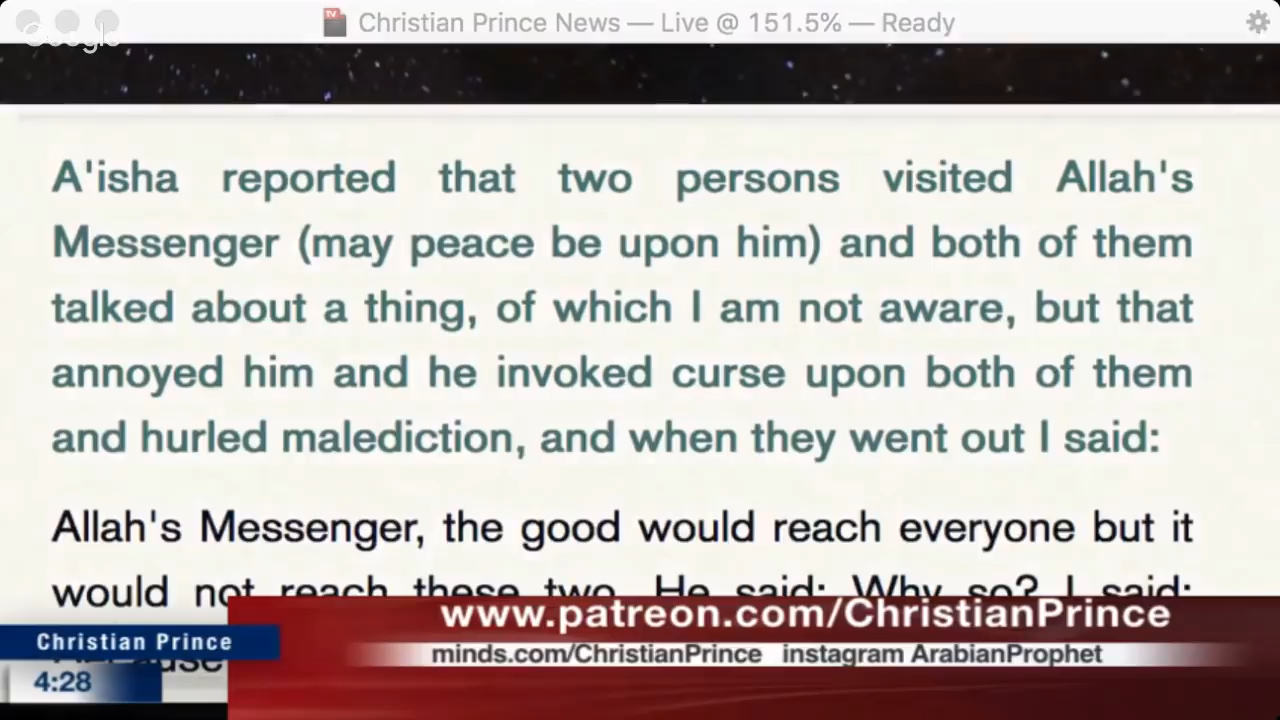 Google
TV
Christian Prince News — Live @ 151.5% — Ready
A'isha reported that two persons visited Allah's
Messenger (may peace be upon him) and both of them
talked about a thing, of which I am not aware, but that
annoyed him and he invoked curse upon both of them
and hurled malediction, and when they went out I said:
Allah's Messenger, the good would reach everyone but it
would not reach these two. He said: Why so? I said:
www.patreon.com/ChristianPrince
Christian Prince
minds.com/ChristianPrince instagram ArabianProphet
4:28